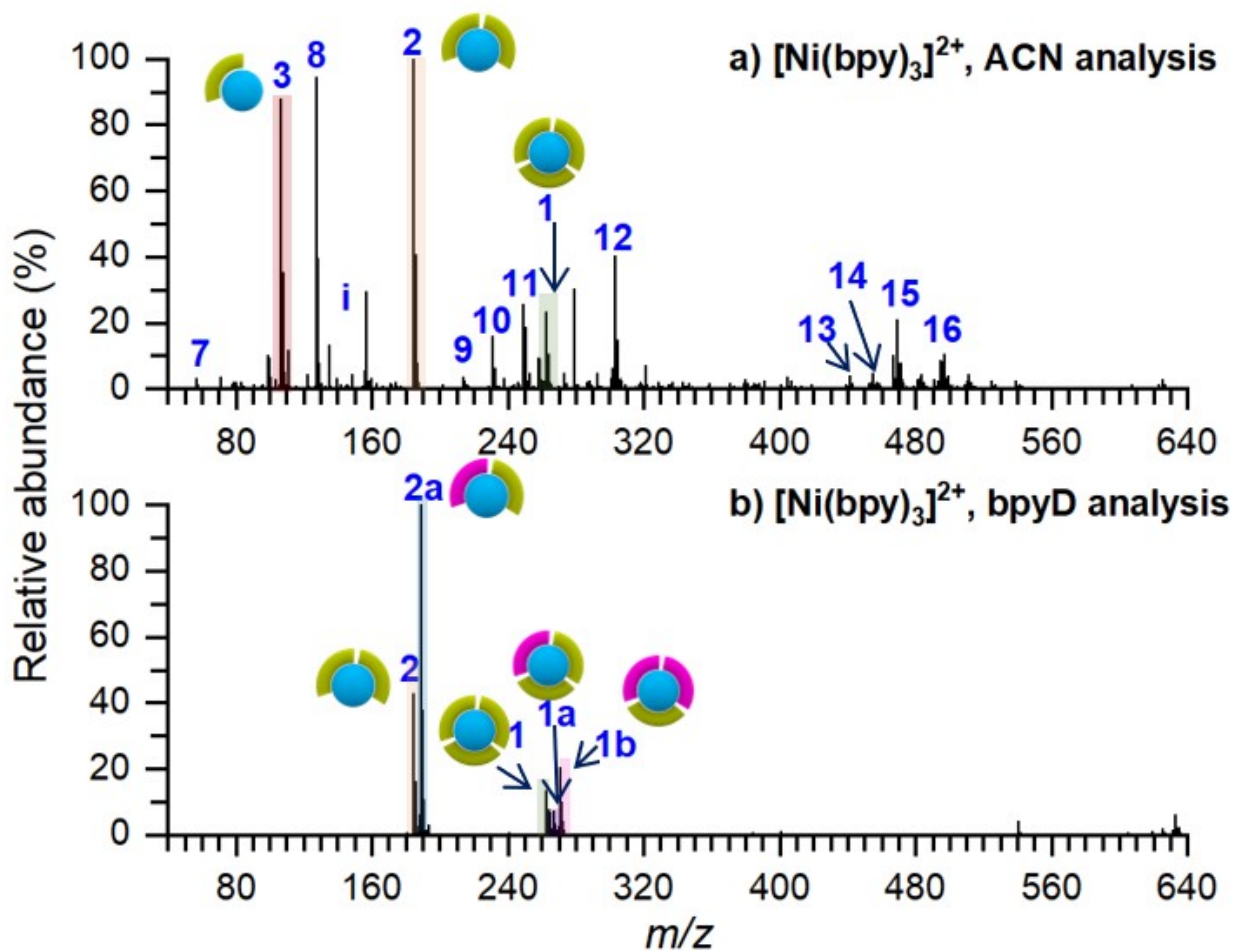 a) [Ni(bpy)₃]²⁺, ACN analysis
Relative abundance (%)
100
80
60
40
20
0
3
8
2
1
i
12
11
10
9
7
13
14
15
16
80 160 240 320 400 480 560 640
b) [Ni(bpy)₃]²⁺, bpyD analysis
100
80
60
40
20
0
2a
2
1
1a
1b
80 160 240 320 400 480 560 640
m/z